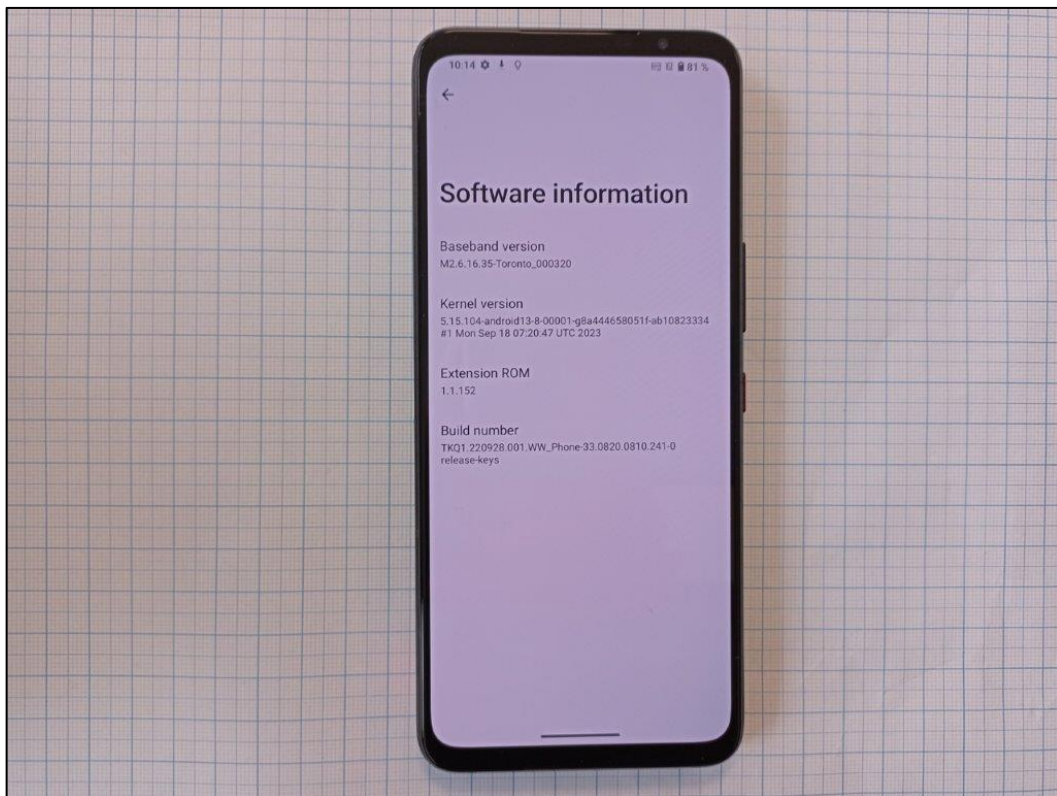 10:14 81 %
Software information
Baseband version
M2.6.16.35-Toronto_000320
Kernel version
5.15.104-android13-8-00001-g8a444658051f-ab10823334
#1 Mon Sep 18 07:20:47 UTC 2023
Extension ROM
1.1.152
Build number
TKQ1.220928.001.WW_Phone-33.0820.0810.241-0
release-keys